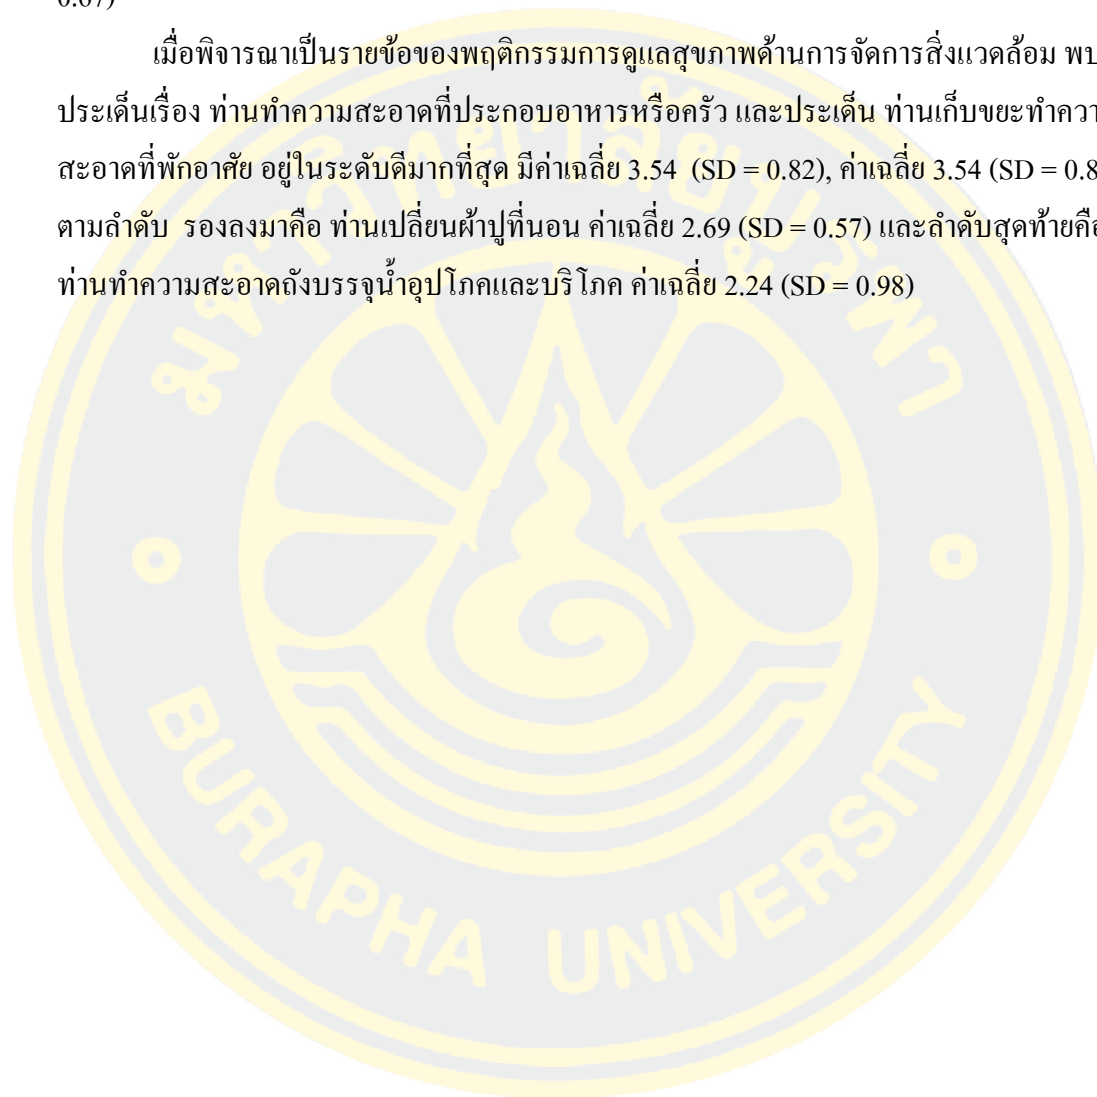 เมื่อพิจารณาเป็นรายข้อของพฤติกรรมการดูแลสุขภาพด้านการจัดการสิ่งแวดล้อม พบ
ประเด็นเรื่อง ท่านทำความสะอาดที่ประกอบอาหารหรือครัว และประเด็น ท่านเก็บขยะทำควา
สะอาดที่พักอาศัย อยู่ในระดับดีมากที่สุด มีค่าเฉลี่ย 3.54 (SD = 0.82), ค่าเฉลี่ย 3.54 (SD = 0.8
ตามลำดับ รองลงมาคือ ท่านเปลี่ยนผ้าปูที่นอน ค่าเฉลี่ย 2.69 (SD = 0.57) และลำดับสุดท้ายคือ
ท่านทำความสะอาดถังบรรจุน้ำอุปโภคและบริโภค ค่าเฉลี่ย 2.24 (SD = 0.98)
มหาวิทยาลัยบูรพา
BURAPHA UNIVERSITY